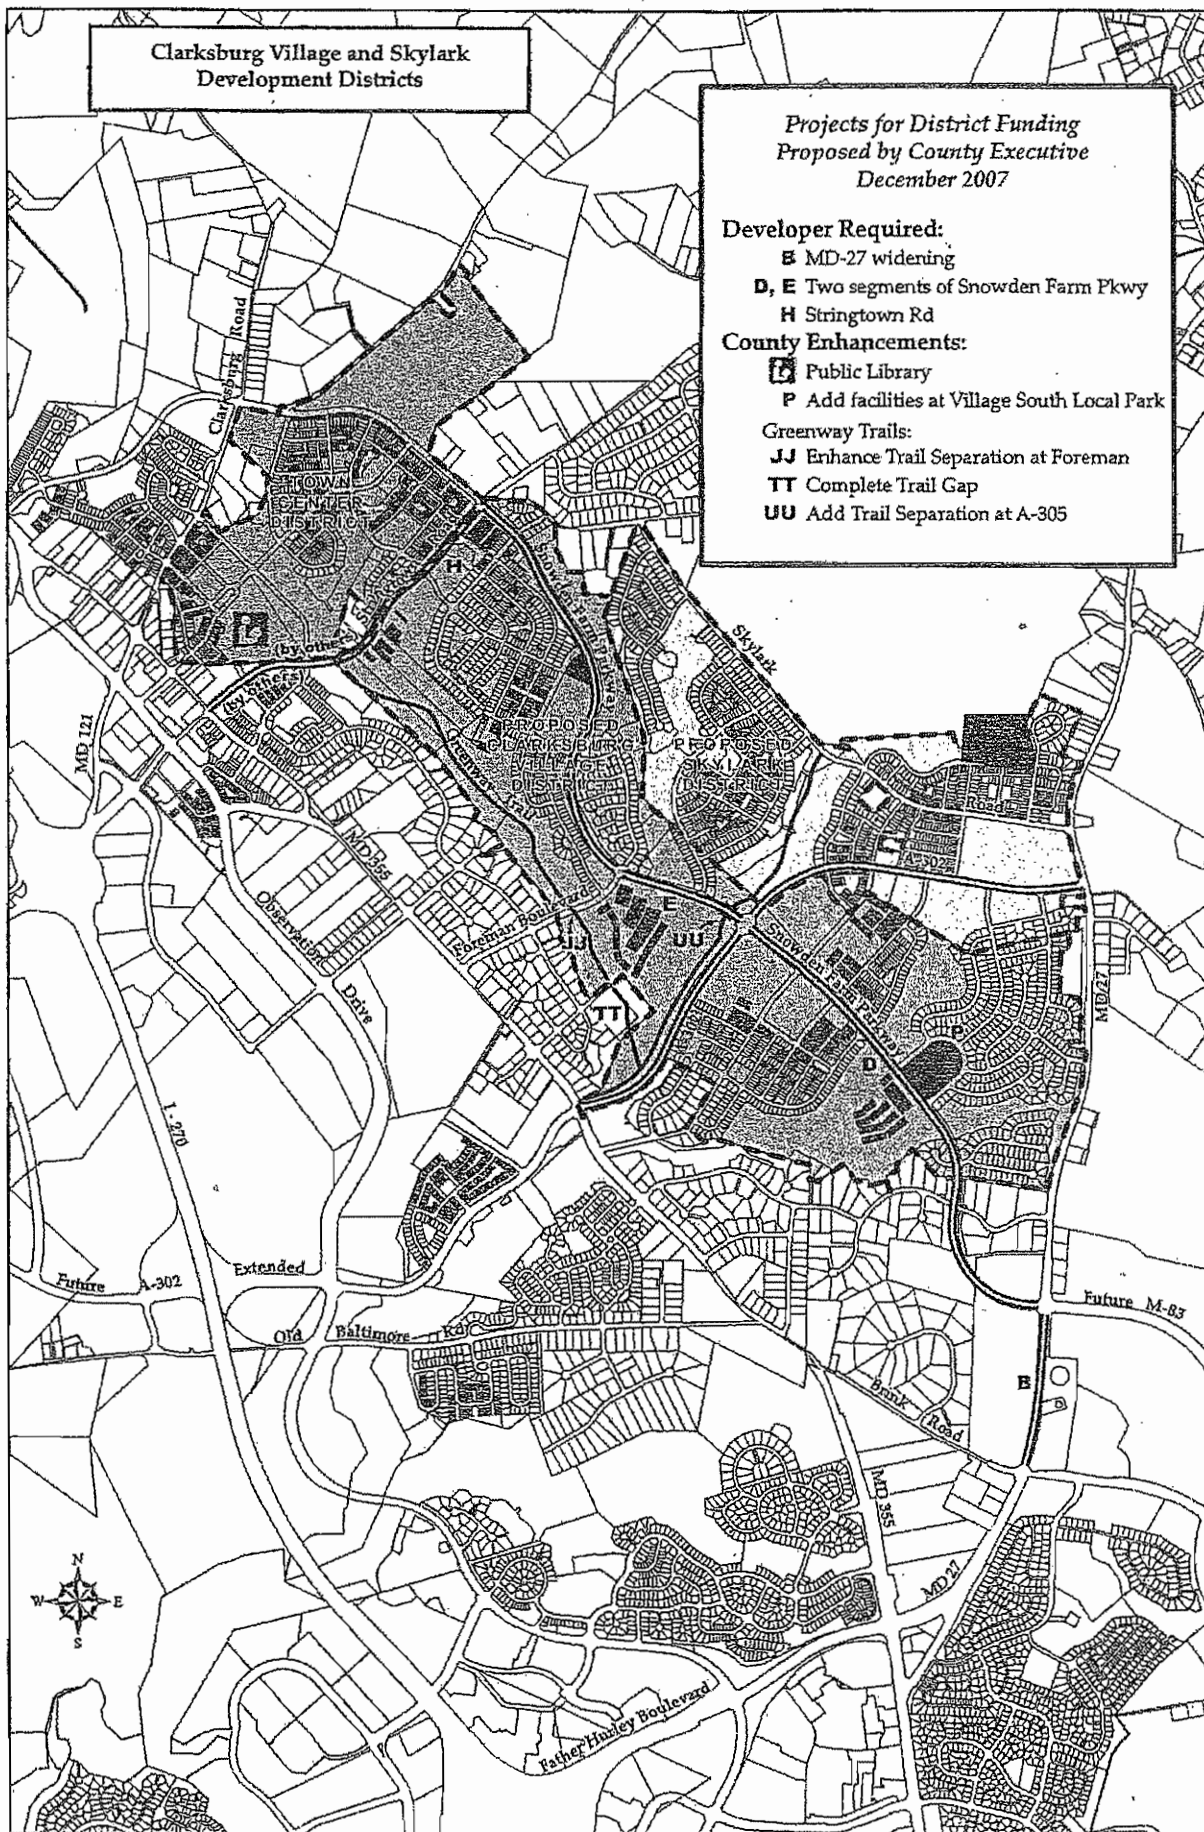 Clarksburg Village and Skylark
Development Districts
Projects for District Funding
Proposed by County Executive
December 2007
Developer Required:
B MD-27 widening
D, E Two segments of Snowden Farm Pkwy
H Stringtown Rd
County Enhancements:
Public Library
P Add facilities at Village South Local Park
Greenway Trails:
JJ Enhance Trail Separation at Foreman
TT Complete Trail Gap
UU Add Trail Separation at A-305
Clarksburg Road
TOWN
CENTER
DISTRICT
H
Snowden Farm Parkway
(by others)
(by others)
Skylark
MD 121
PROPOSED
CLARKSBURG
VILLAGE
DISTRICT
PROPOSED
SKYLARK
DISTRICT
Greenway Trail
Road
MD 355
A-302
Observation
Drive
Foreman Boulevard
E
JJ
UU
Snowden Farm Pkwy
MD 27
TT
P
D
I-270
Future A-302
Extended
Future M-83
Old Baltimore Rd
B
Brink Road
MD 355
MD 27
N
W E
S
Father Hurley Boulevard